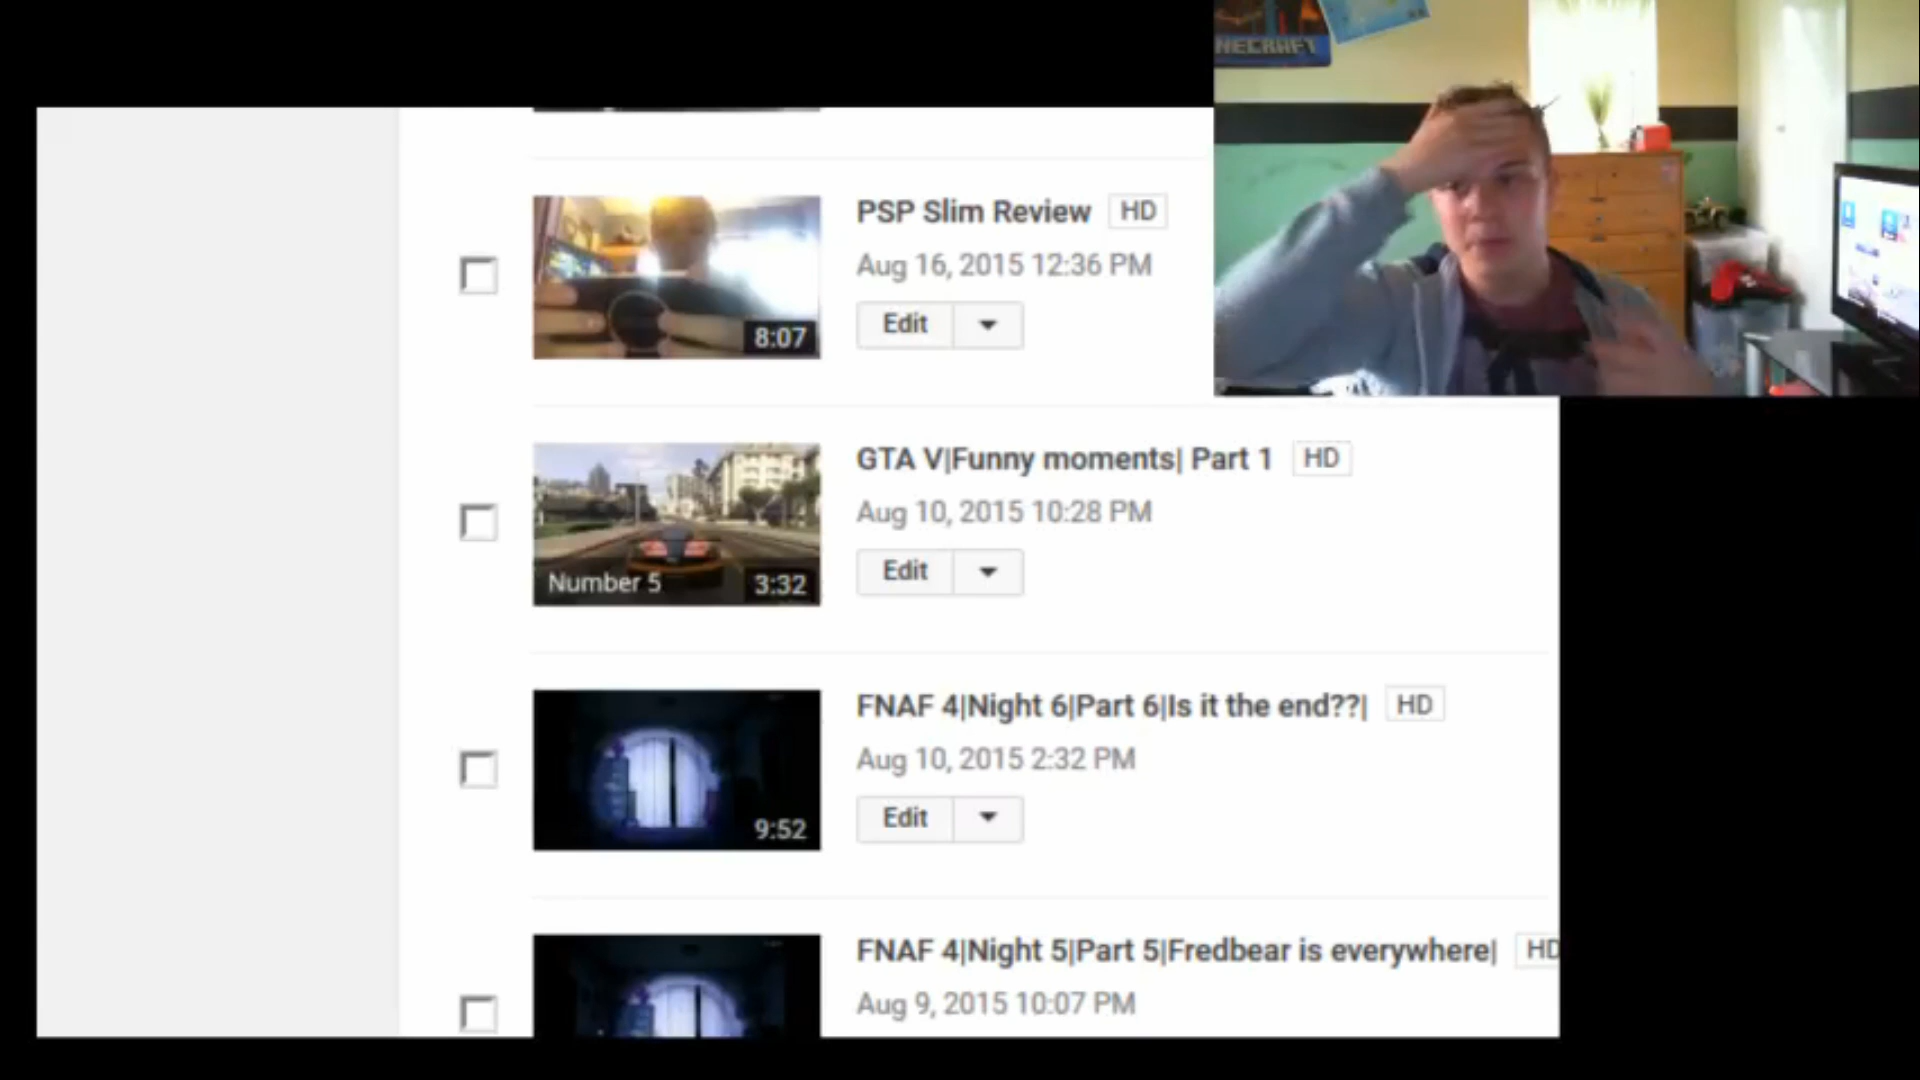 NECRAFT
PSP Slim Review HD
Aug 16, 2015 12:36 PM
Edit
8:07
GTA V|Funny moments| Part 1 HD
Aug 10, 2015 10:28 PM
Edit
Number 5 3:32
FNAF 4|Night 6|Part 6|Is it the end??| HD
Aug 10, 2015 2:32 PM
Edit
9:52
FNAF 4|Night 5|Part 5|Fredbear is everywhere| HD
Aug 9, 2015 10:07 PM